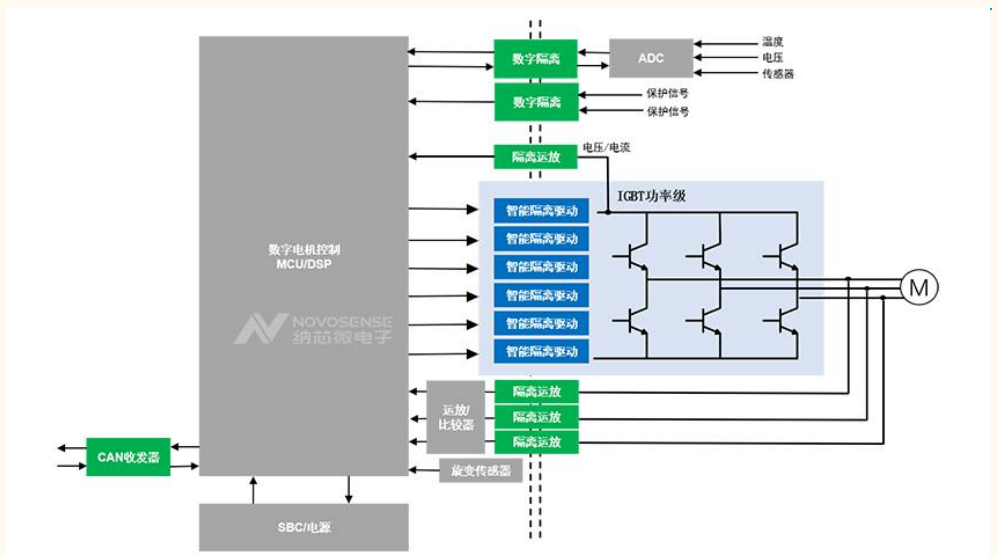 数字隔离
ADC
温度
电压
传感器
数字隔离
保护信号
保护信号
隔离运放
电压/电流
IGBT功率级
智能隔离驱动
智能隔离驱动
智能隔离驱动
智能隔离驱动
智能隔离驱动
智能隔离驱动
数字电机控制
MCU/DSP
NOVOSENSE
纳芯微电子
M
运放/
比较器
隔离运放
隔离运放
隔离运放
旋变传感器
CAN收发器
SBC/电源